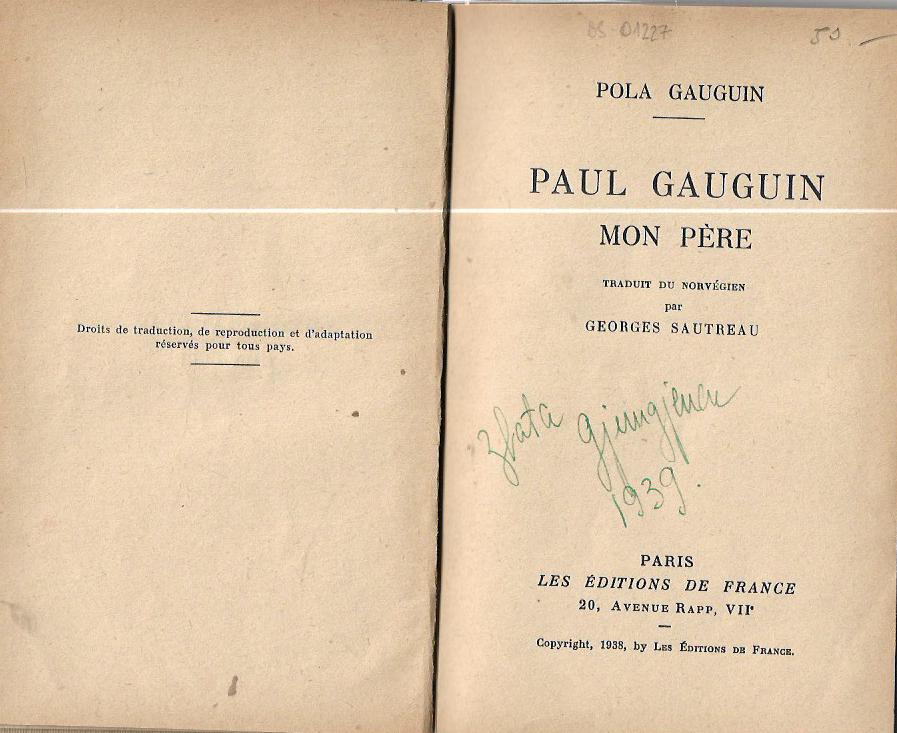 Droits de traduction, de reproduction et d'adaptation
réservés pour tous pays.
BS-01227
50
POLA GAUGUIN
PAUL GAUGUIN
MON PÈRE
TRADUIT DU NORVÉGIEN
par
GEORGES SAUTREAU
Zlata
1939.
PARIS
LES ÉDITIONS DE FRANCE
20, AVENUE RAPP, VIIe
Copyright, 1938, by LES ÉDITIONS DE FRANCE.